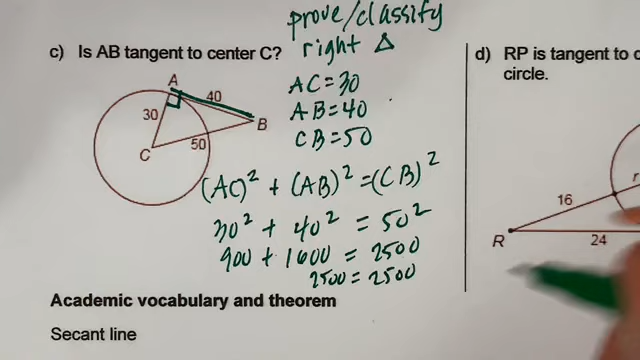 prove/classify
right Δ
c) Is AB tangent to center C?
A
40
30
B
50
C
AC=30
AB=40
CB=50
(AC)² + (AB)² =(CB)²
30² + 40² = 50²
900 + 1600 = 2500
2500 = 2500
d) RP is tangent to
circle.
r
16
R
24
Academic vocabulary and theorem
Secant line